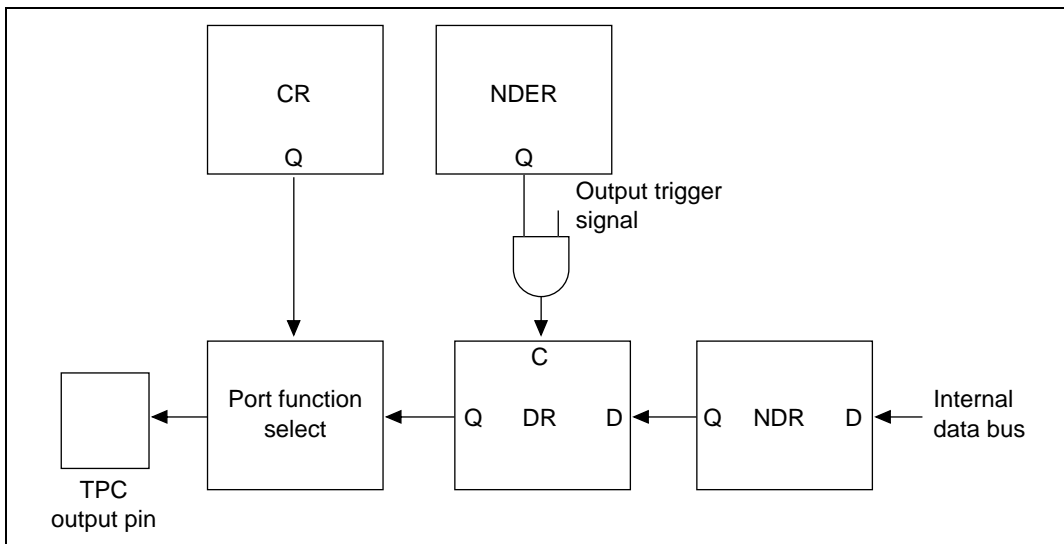 CR
Q
NDER
Q
Output trigger
signal
C
Port function
select
Q DR D
Q NDR D
Internal
data bus
TPC
output pin